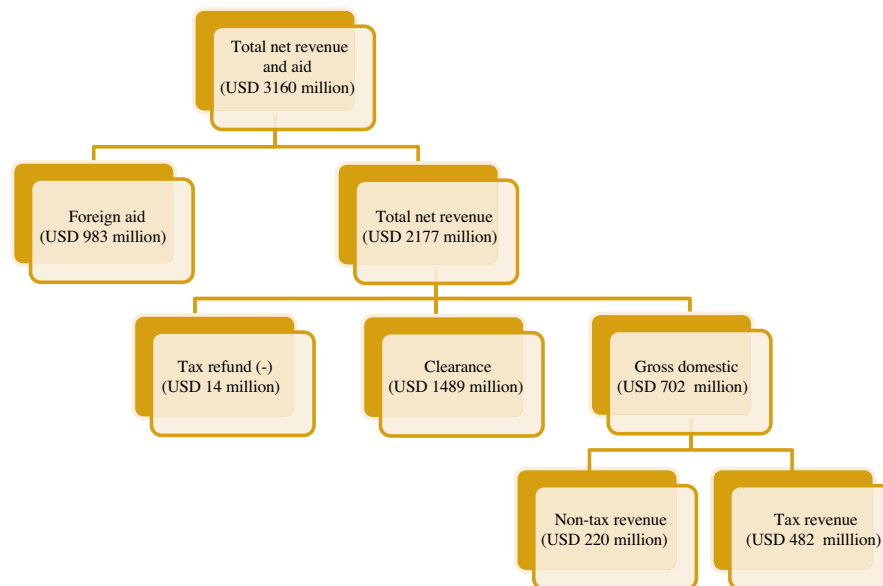 Total net revenue
and aid
(USD 3160 million)
Foreign aid
(USD 983 million)
Total net revenue
(USD 2177 million)
Tax refund (-)
(USD 14 million)
Clearance
(USD 1489 million)
Gross domestic
(USD 702  million)
Non-tax revenue
(USD 220 million)
Tax revenue
(USD 482  milllion)